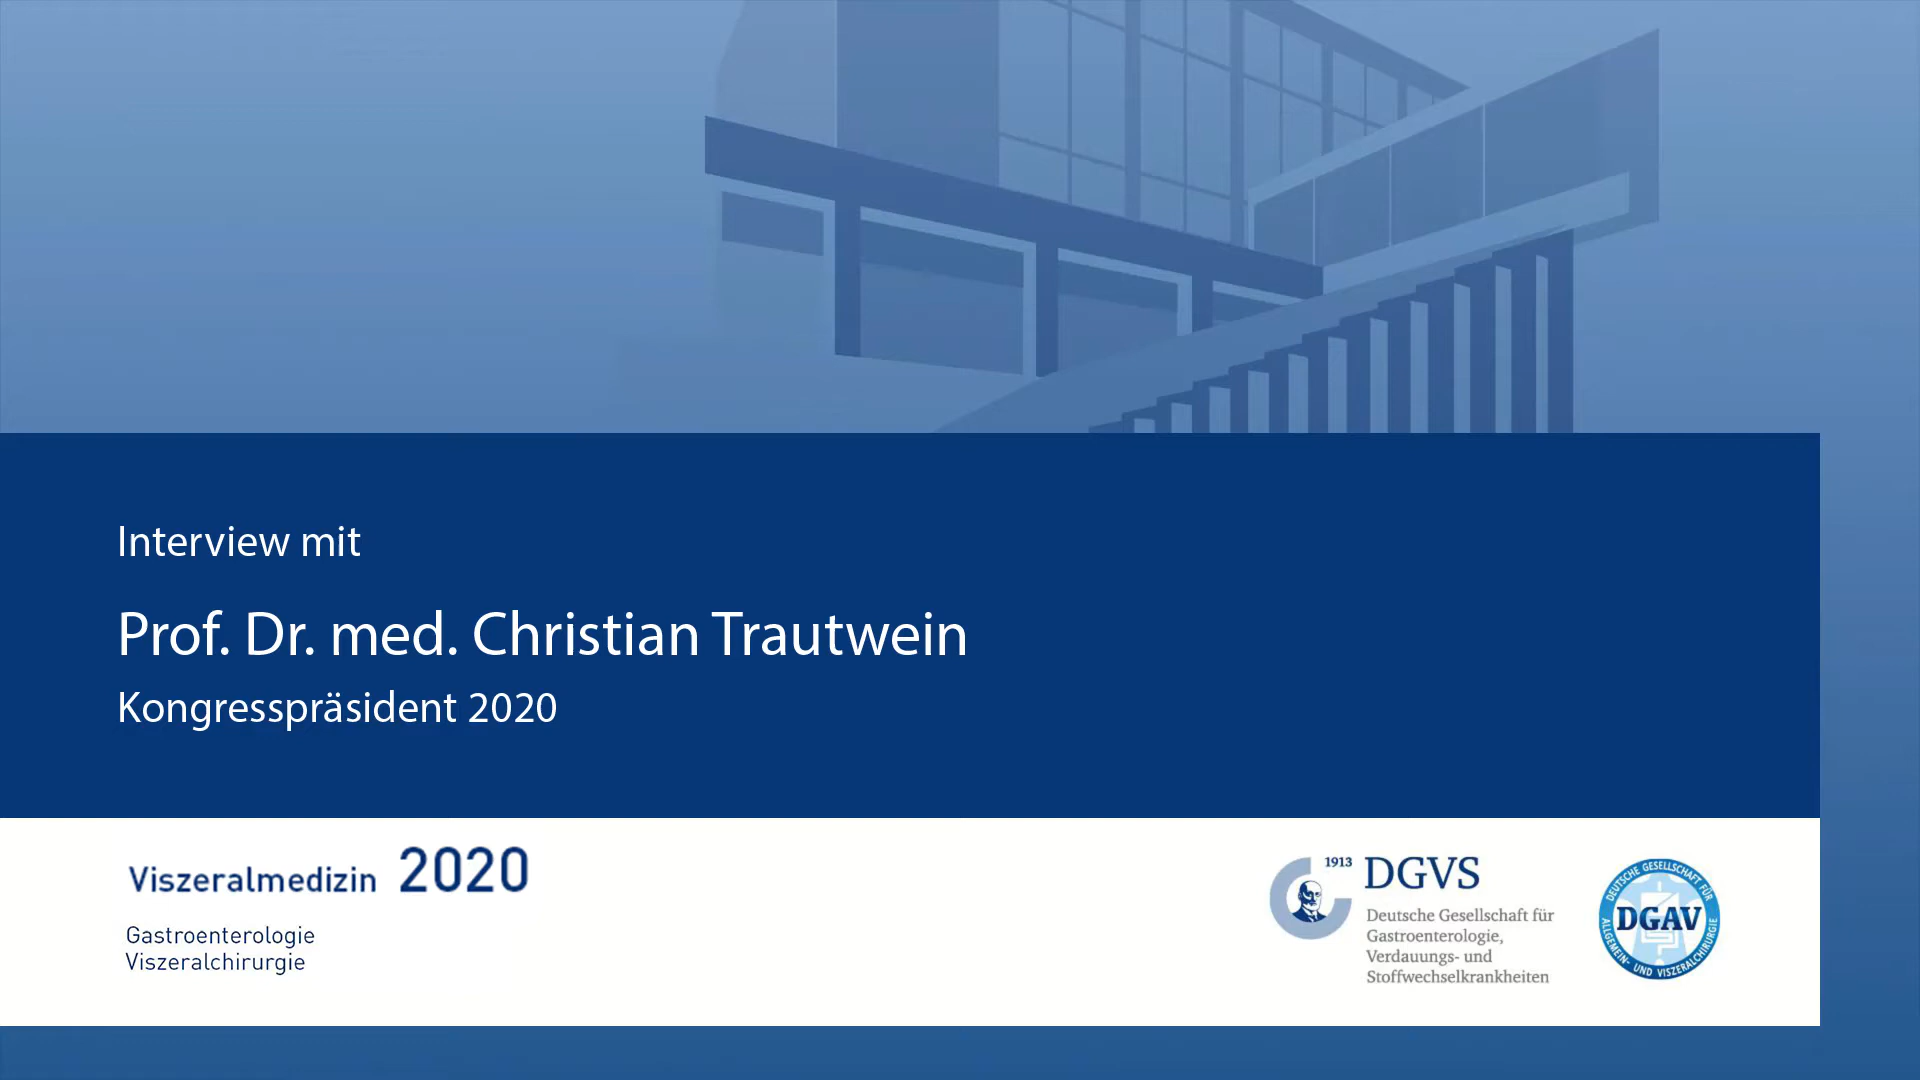 Interview mit
Prof. Dr. med. Christian Trautwein
Kongresspräsident 2020
Viszeralmedizin 2020
Gastroenterologie
Viszeralchirurgie
1913 DGVS
Deutsche Gesellschaft für
Gastroenterologie,
Verdauungs- und
Stoffwechselkrankheiten
DEUTSCHE GESELLSCHAFT FÜR
DGAV
ALLGEMEIN- UND VISZERALCHIRURGIE